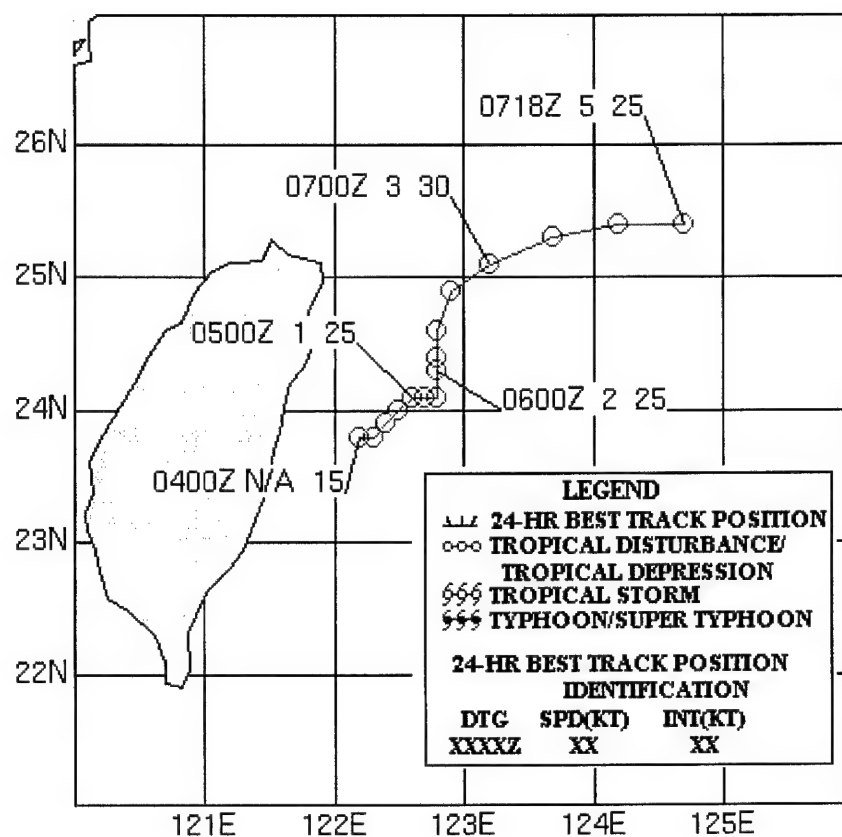 0718Z 5 25
26N
0700Z 3 30
25N
0500Z 1 25
24N
0600Z 2 25
0400Z N/A 15
LEGEND
24-HR BEST TRACK POSITION
TROPICAL DISTURBANCE/
TROPICAL DEPRESSION
TROPICAL STORM
TYPHOON/SUPER TYPHOON
24-HR BEST TRACK POSITION
IDENTIFICATION
DTG SPD(KT) INT(KT)
XXXXZ XX XX
23N
22N
121E 122E 123E 124E 125E